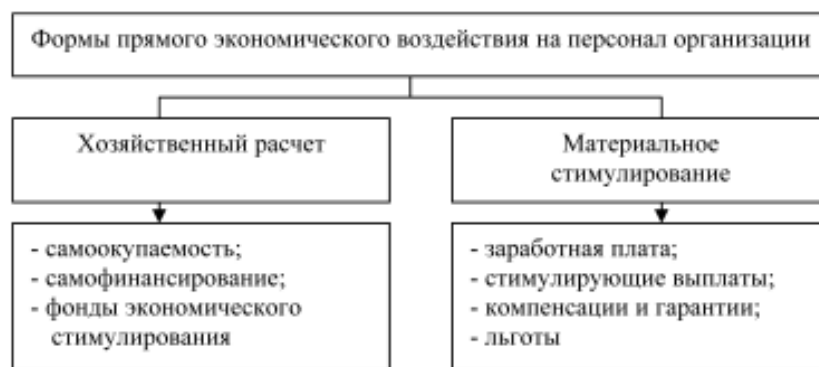 Формы прямого экономического воздействия на персонал организации
Хозяйственный расчет
Материальное
стимулирование
- самоокупаемость;
- самофинансирование;
- фонды экономического
стимулирования
- заработная плата;
- стимулирующие выплаты;
- компенсации и гарантии;
- льготы